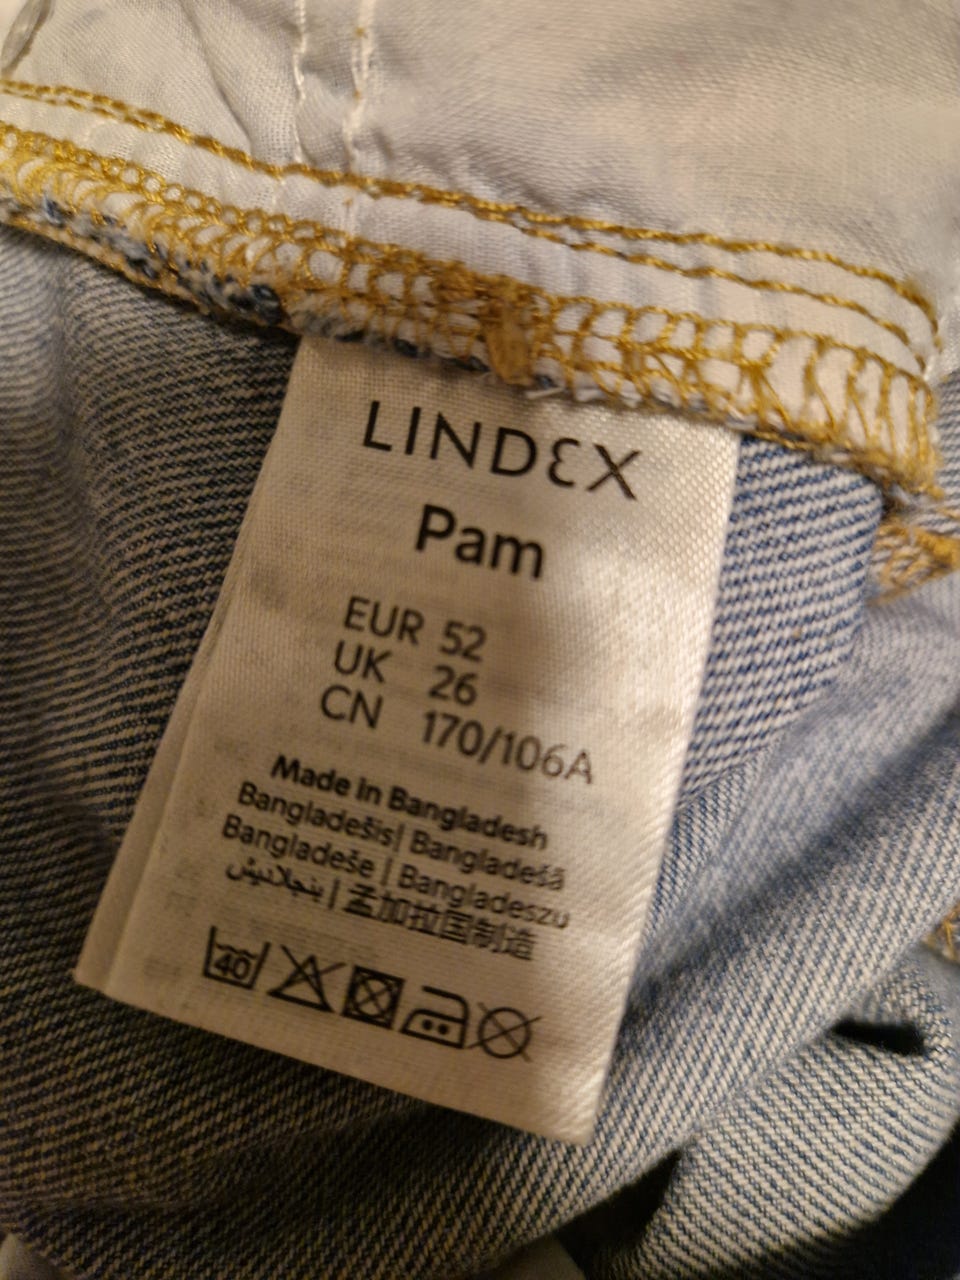 LINDEX
Pam
EUR 52
UK 26
CN 170/106A
Made in Bangladesh
Bangladešis| Bangladešā
Bangladeše | Bangladeszu
بنجلاديش | 孟加拉国制造
40